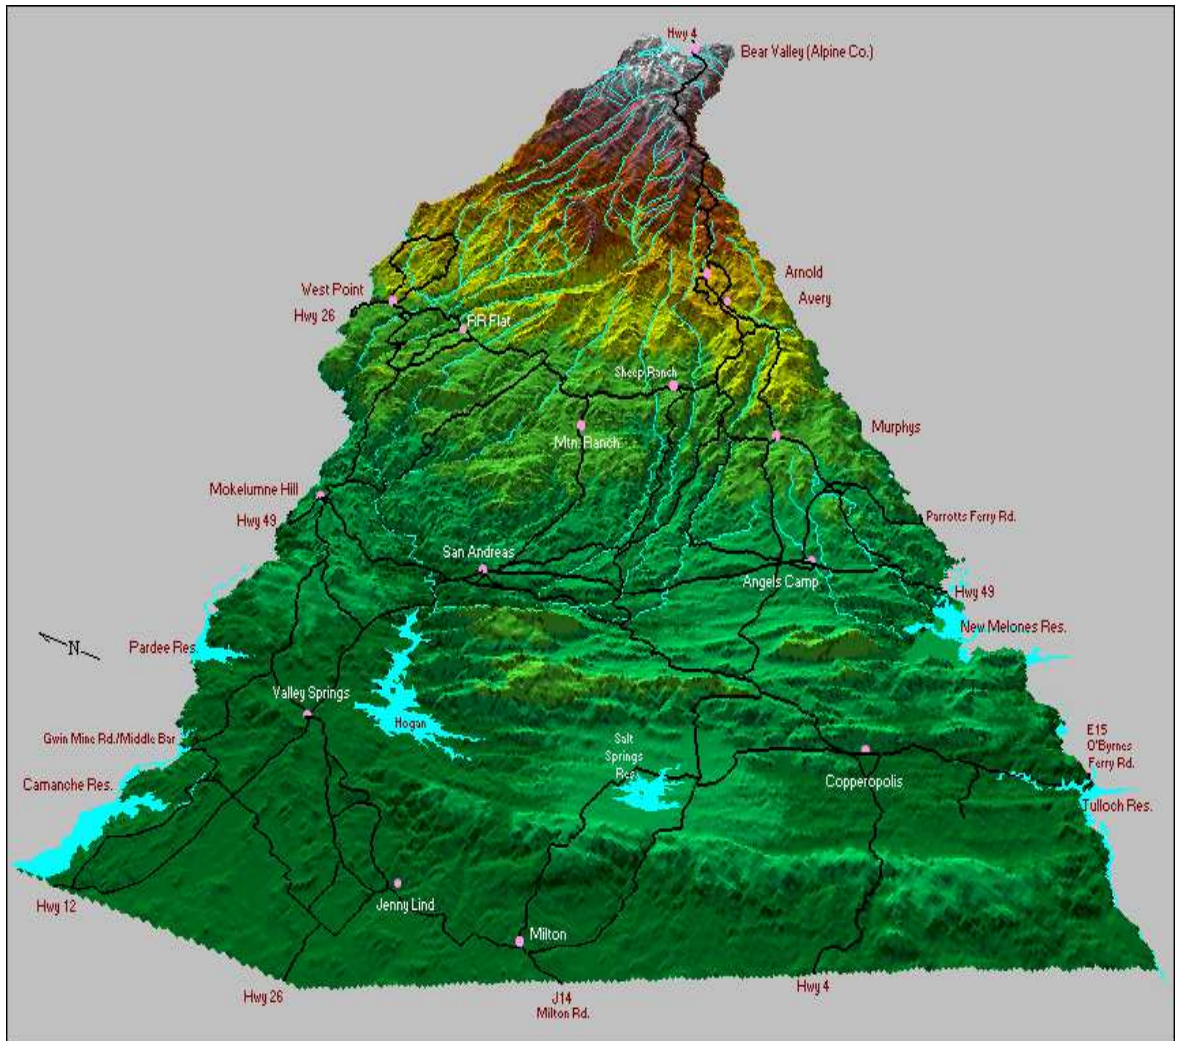 Hwy 4
Bear Valley (Alpine Co.)
Arnold
West Point
Avery
Hwy 26
RR Flat
Sheep Ranch
Murphys
Mtn. Ranch
Mokelumne Hill
Hwy 49
Parrotts Ferry Rd.
San Andreas
Angels Camp
Hwy 49
New Melones Res.
N
Pardee Res.
Valley Springs
Hogan
Gwin Mine Rd./Middle Bar
Salt
Springs
Res.
E15
O'Byrnes
Ferry Rd.
Camanche Res.
Copperopolis
Tulloch Res.
Hwy 12
Jenny Lind
Milton
Hwy 26
J14
Milton Rd.
Hwy 4